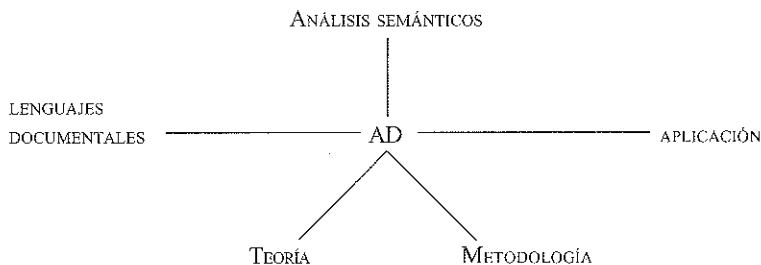 ANÁLISIS SEMÁNTICOS
LENGUAJES
DOCUMENTALES
AD
APLICACIÓN
TEORÍA
METODOLOGÍA